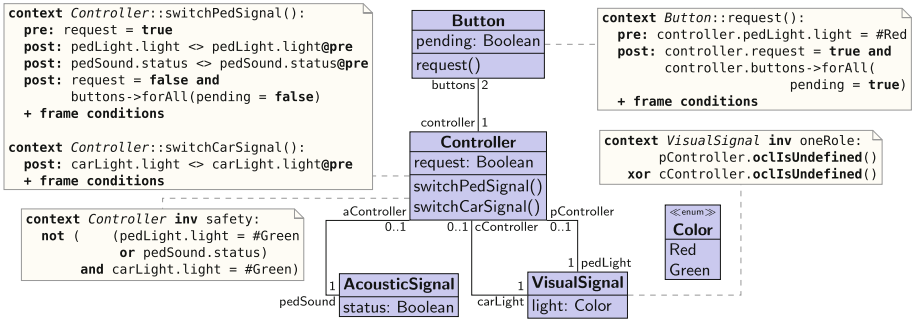 context Controller::switchPedSignal():
pre: request = true
post: pedLight.light <> pedLight.light@pre
post: pedSound.status <> pedSound.status@pre
post: request = false and
buttons->forAll(pending = false)
+ frame conditions
context Controller::switchCarSignal():
post: carLight.light <> carLight.light@pre
+ frame conditions
Button
pending: Boolean
request()
context Button::request():
pre: controller.pedLight.light = #Red
post: controller.request = true and
controller.buttons->forAll(
pending = true)
+ frame conditions
buttons 2
controller 1
Controller
request: Boolean
switchPedSignal()
switchCarSignal()
context VisualSignal inv oneRole:
pController.oclIsUndefined()
xor cController.oclIsUndefined()
context Controller inv safety:
not ( (pedLight.light = #Green
or pedSound.status)
and carLight.light = #Green)
aController
0..1
0..1 cController
pController
0..1
≪enum≫
Color
Red
Green
1
pedSound
AcousticSignal
status: Boolean
1
carLight
1 pedLight
VisualSignal
light: Color